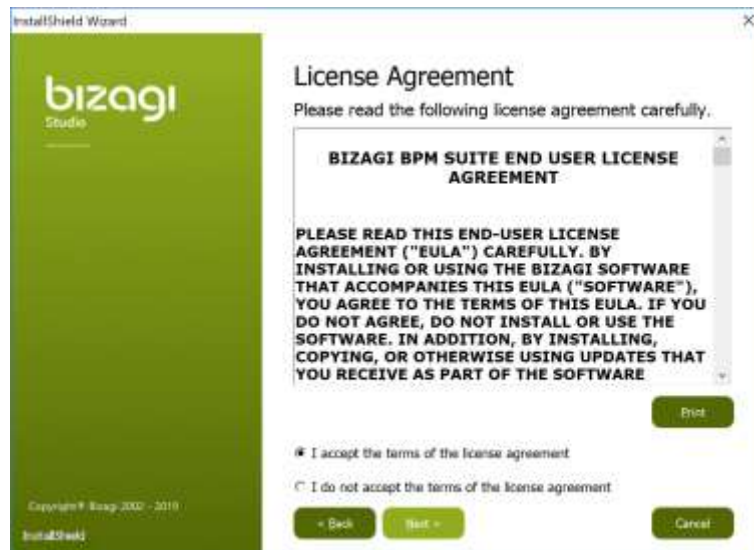 InstallShield Wizard
bizagi
Studio
License Agreement
Please read the following license agreement carefully.
BIZAGI BPM SUITE END USER LICENSE
AGREEMENT
PLEASE READ THIS END-USER LICENSE
AGREEMENT ("EULA") CAREFULLY. BY
INSTALLING OR USING THE BIZAGI SOFTWARE
THAT ACCOMPANIES THIS EULA ("SOFTWARE"),
YOU AGREE TO THE TERMS OF THIS EULA. IF YOU
DO NOT AGREE, DO NOT INSTALL OR USE THE
SOFTWARE. IN ADDITION, BY INSTALLING,
COPYING, OR OTHERWISE USING UPDATES THAT
YOU RECEIVE AS PART OF THE SOFTWARE
Print
I accept the terms of the license agreement
I do not accept the terms of the license agreement
Copyright © Bizagi 2002 - 2019
InstallShield
< Back
Next >
Cancel